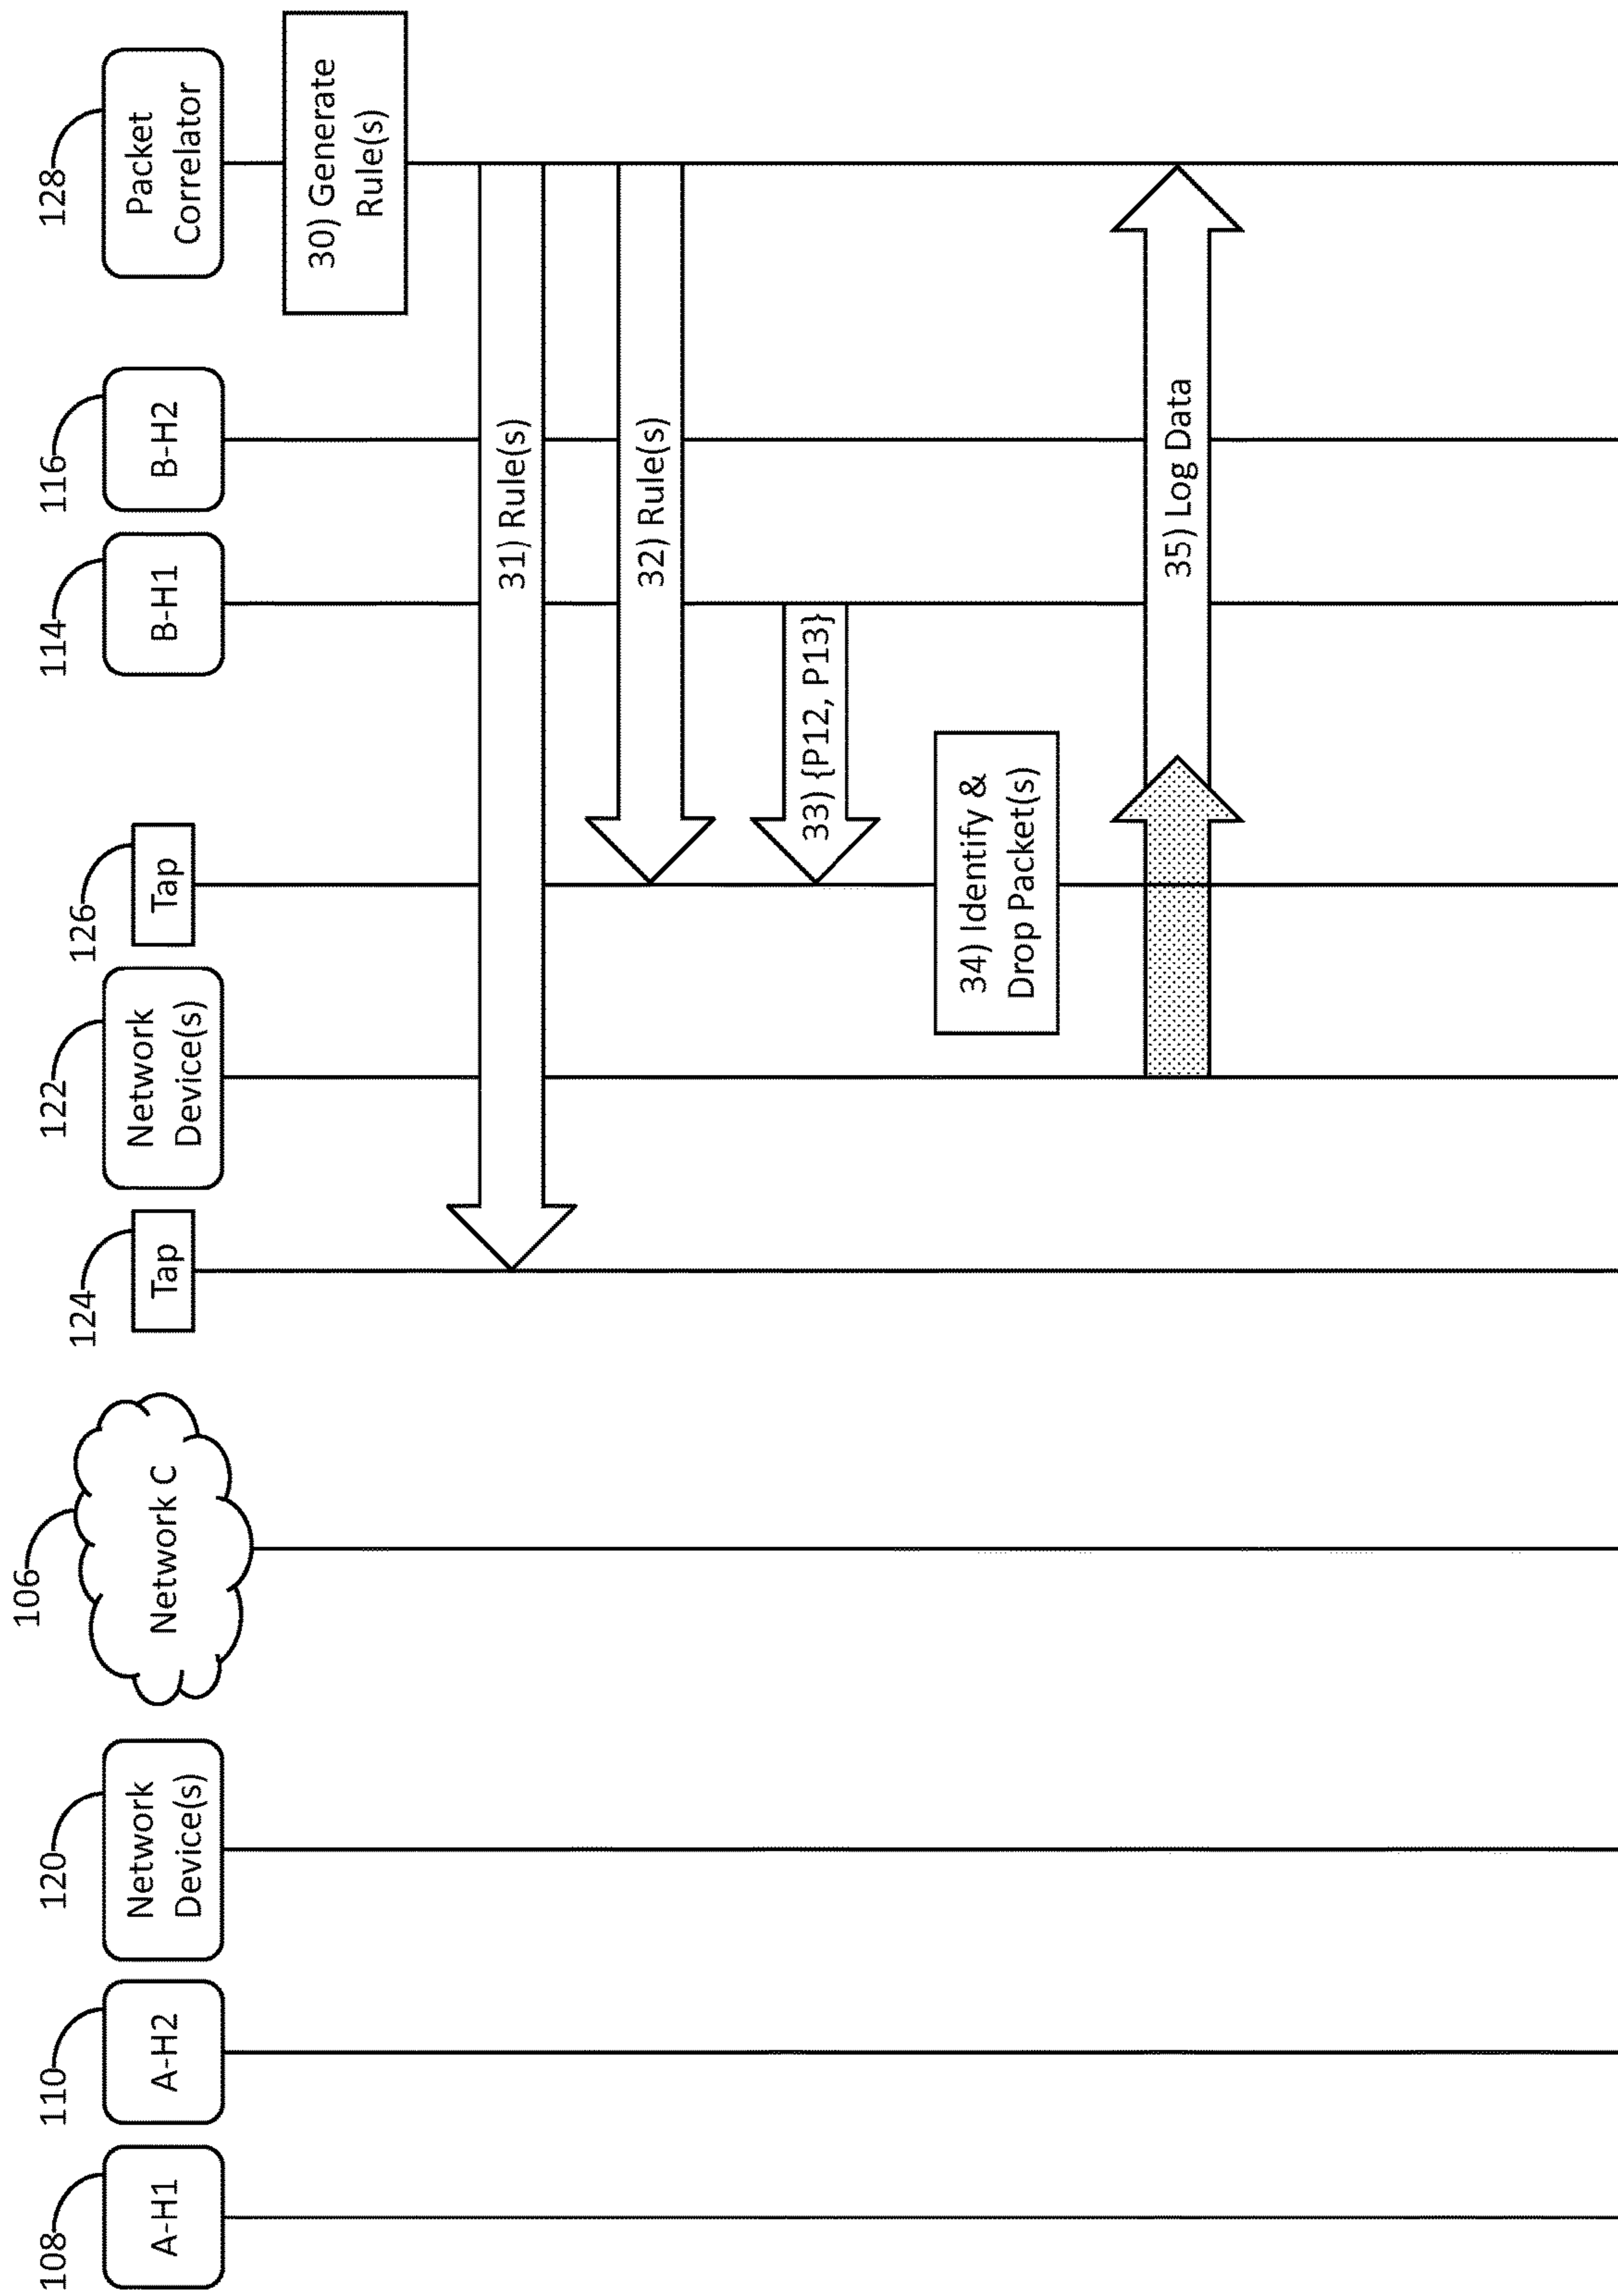 108
110
120
106
124
122
126
114
116
128
A-H1
A-H2
Network
Device(s)
Network C
Tap
Network
Device(s)
Tap
B-H1
B-H2
Packet
Correlator
30) Generate
Rule(s)
31) Rule(s)
32) Rule(s)
33) {P12, P13}
34) Identify &
Drop Packet(s)
35) Log Data